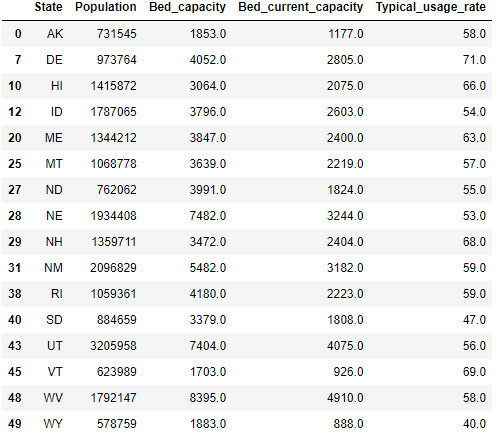 State Population Bed_capacity Bed_current_capacity Typical_usage_rate
0 AK 731545 1853.0 1177.0 58.0
7 DE 973764 4052.0 2805.0 71.0
10 HI 1415872 3064.0 2075.0 66.0
12 ID 1787065 3796.0 2603.0 54.0
20 ME 1344212 3847.0 2400.0 63.0
25 MT 1068778 3639.0 2219.0 57.0
27 ND 762062 3991.0 1824.0 55.0
28 NE 1934408 7482.0 3244.0 53.0
29 NH 1359711 3472.0 2404.0 68.0
31 NM 2096829 5482.0 3182.0 59.0
38 RI 1059361 4180.0 2223.0 59.0
40 SD 884659 3379.0 1808.0 47.0
43 UT 3205958 7404.0 4075.0 56.0
45 VT 623989 1703.0 926.0 69.0
48 WV 1792147 8395.0 4910.0 58.0
49 WY 578759 1883.0 888.0 40.0